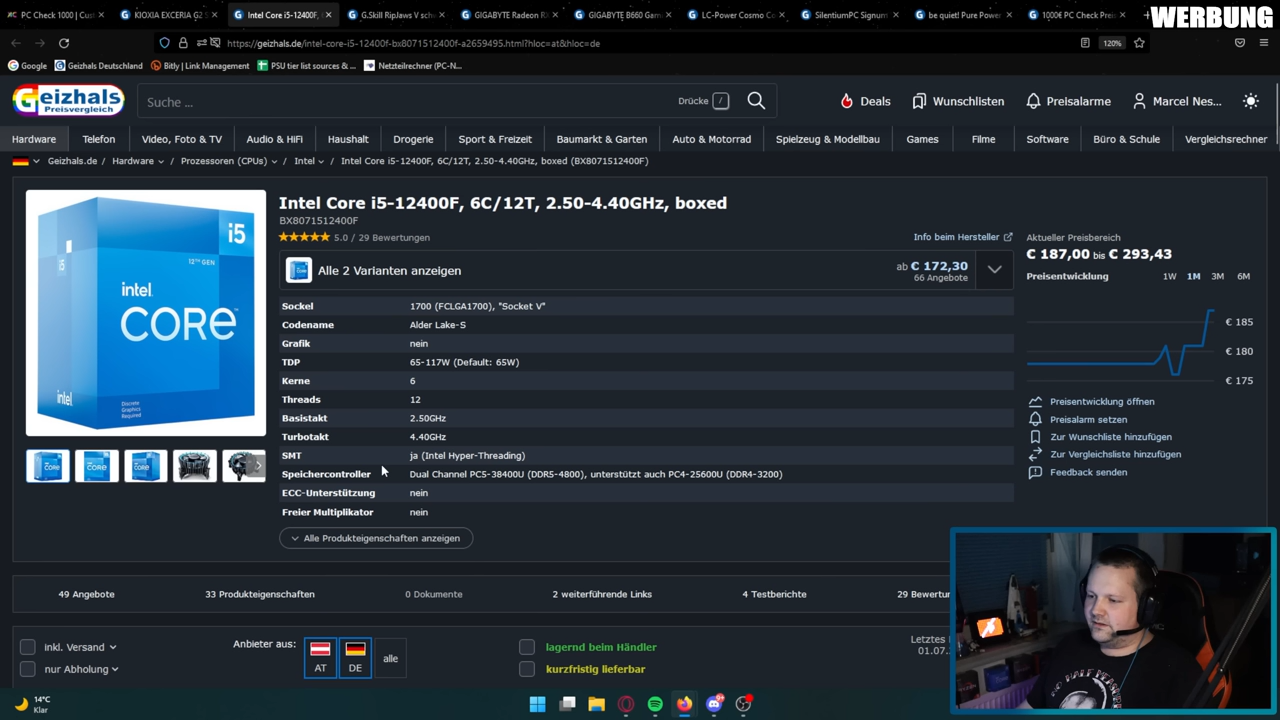 PC Check 1000 | Cust
KIOXIA EXCERIA G2 S
Intel Core i5-12400F,
G.Skill RipJaws V sch
GIGABYTE Radeon R
GIGABYTE B660 Gam
LC-Power Cosmo C
SilentiumPC Signum
be quiet! Pure Power
1000€ PC Check Prei
WERBUNG
https://geizhals.de/intel-core-i5-12400f-bx8071512400f-a2659495.html?hloc=at&hloc=de
120%
Google
Geizhals Deutschland
Bitly | Link Management
PSU tier list sources & ...
Netzteilrechner (PC-N...
Geizhals
Preisvergleich
Suche ...
Drücke /
Deals
Wunschlisten
Preisalarme
Marcel Nes...
Hardware
Telefon
Video, Foto & TV
Audio & HiFi
Haushalt
Drogerie
Sport & Freizeit
Baumarkt & Garten
Auto & Motorrad
Spielzeug & Modellbau
Games
Filme
Software
Büro & Schule
Vergleichsrechner
Geizhals.de / Hardware / Prozessoren (CPUs) / Intel / Intel Core i5-12400F, 6C/12T, 2.50-4.40GHz, boxed (BX8071512400F)
i5
i5
12TH GEN
intel.
CORE
intel
Discrete
Graphics
Required
Intel Core i5-12400F, 6C/12T, 2.50-4.40GHz, boxed
BX8071512400F
5.0 / 29 Bewertungen
Info beim Hersteller
Alle 2 Varianten anzeigen
ab € 172,30
66 Angebote
Sockel 1700 (FCLGA1700), "Socket V"
Codename Alder Lake-S
Grafik nein
TDP 65-117W (Default: 65W)
Kerne 6
Threads 12
Basistakt 2.50GHz
Turbotakt 4.40GHz
SMT ja (Intel Hyper-Threading)
Speichercontroller Dual Channel PC5-38400U (DDR5-4800), unterstützt auch PC4-25600U (DDR4-3200)
ECC-Unterstützung nein
Freier Multiplikator nein
Alle Produkteigenschaften anzeigen
Aktueller Preisbereich
€ 187,00 bis € 293,43
Preisentwicklung 1W 1M 3M 6M
€ 185
€ 180
€ 175
Preisentwicklung öffnen
Preisalarm setzen
Zur Wunschliste hinzufügen
Zur Vergleichsliste hinzufügen
Feedback senden
49 Angebote
33 Produkteigenschaften
0 Dokumente
2 weiterführende Links
4 Testberichte
29 Bewertun
inkl. Versand
nur Abholung
Anbieter aus:
AT
DE
alle
lagernd beim Händler
kurzfristig lieferbar
Letztes
01.07.
14°C
Klar